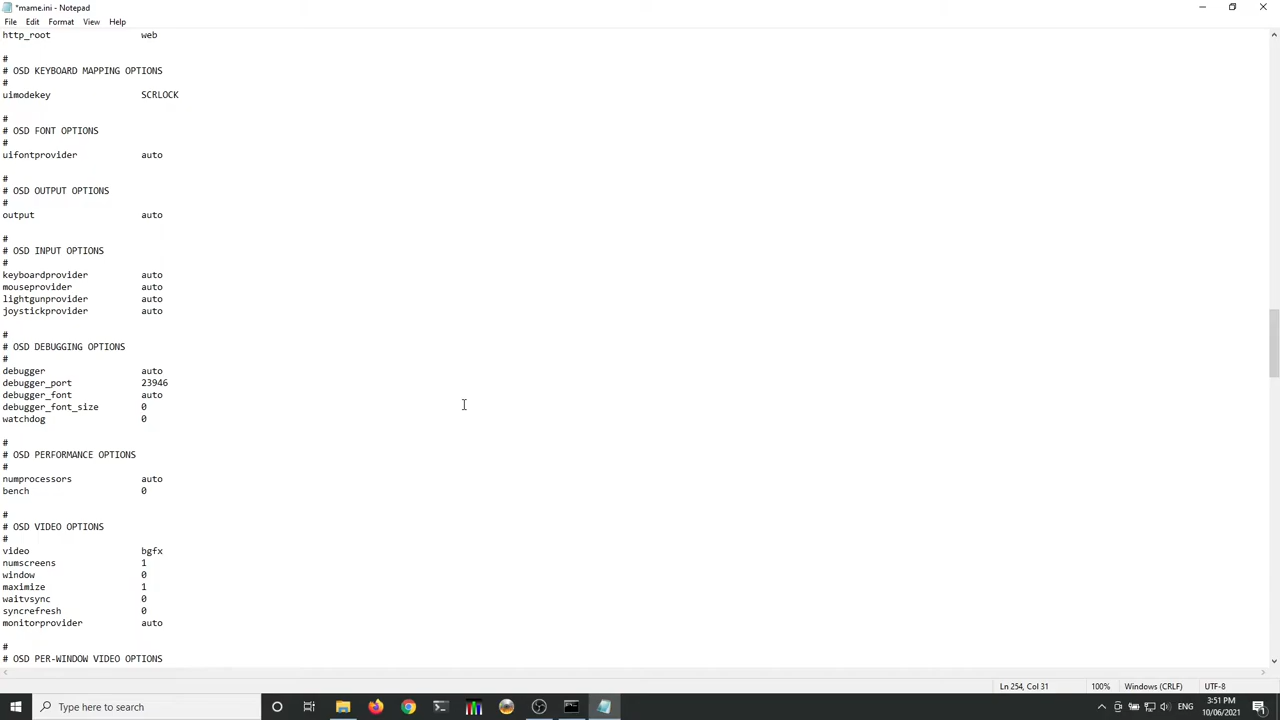 *mame.ini - Notepad
File Edit Format View Help
http_root web
#
# OSD KEYBOARD MAPPING OPTIONS
#
uimodekey SCRLOCK
#
# OSD FONT OPTIONS
#
uifontprovider auto
#
# OSD OUTPUT OPTIONS
#
output auto
#
# OSD INPUT OPTIONS
#
keyboardprovider auto
mouseprovider auto
lightgunprovider auto
joystickprovider auto
#
# OSD DEBUGGING OPTIONS
#
debugger auto
debugger_port 23946
debugger_font auto
debugger_font_size 0
watchdog 0
#
# OSD PERFORMANCE OPTIONS
#
numprocessors auto
bench 0
#
# OSD VIDEO OPTIONS
#
video bgfx
numscreens 1
window 0
maximize 1
waitvsync 0
syncrefresh 0
monitorprovider auto
#
# OSD PER-WINDOW VIDEO OPTIONS
Ln 254, Col 31 100% Windows (CRLF) UTF-8
Type here to search
ENG
3:51 PM
10/06/2021
1